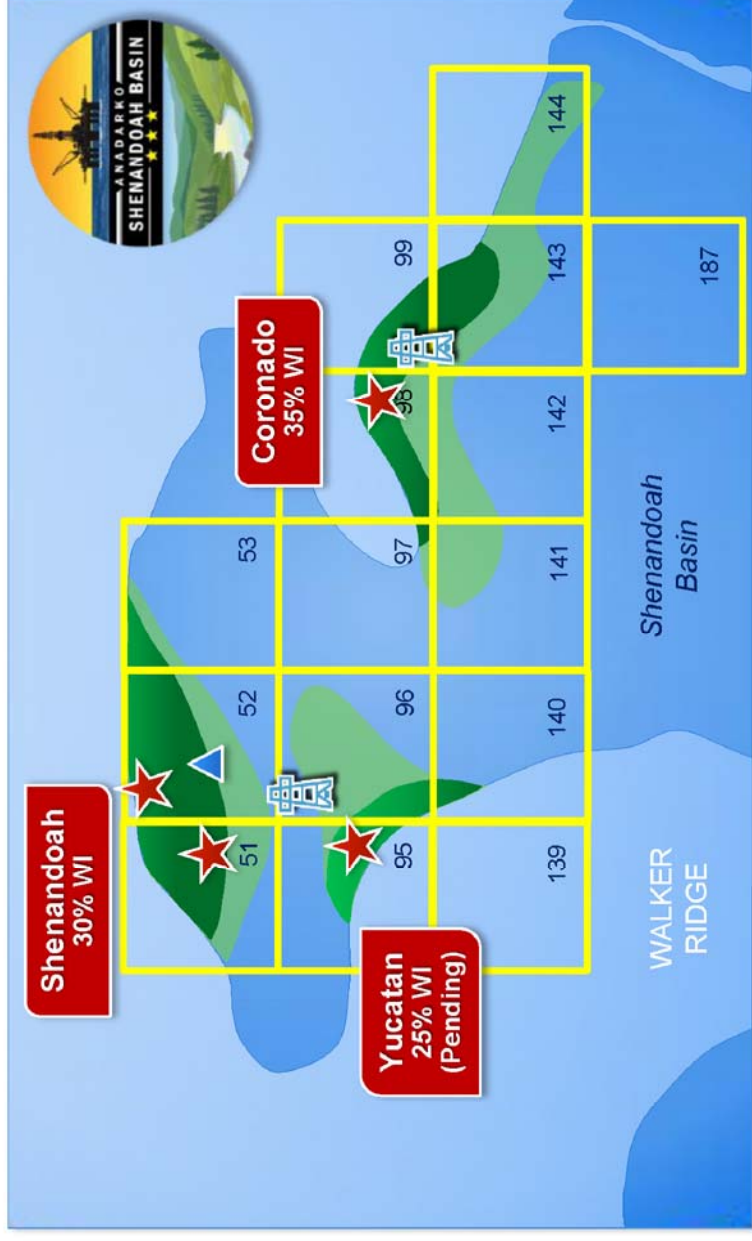 Shenandoah
30% WI
ANADARKO
SHENANDOAH BASIN
51
52
53
Coronado
35% WI
Yucatan
25% WI
(Pending)
95
96
97
98
99
139
140
141
142
143
144
187
WALKER
RIDGE
Shenandoah
Basin